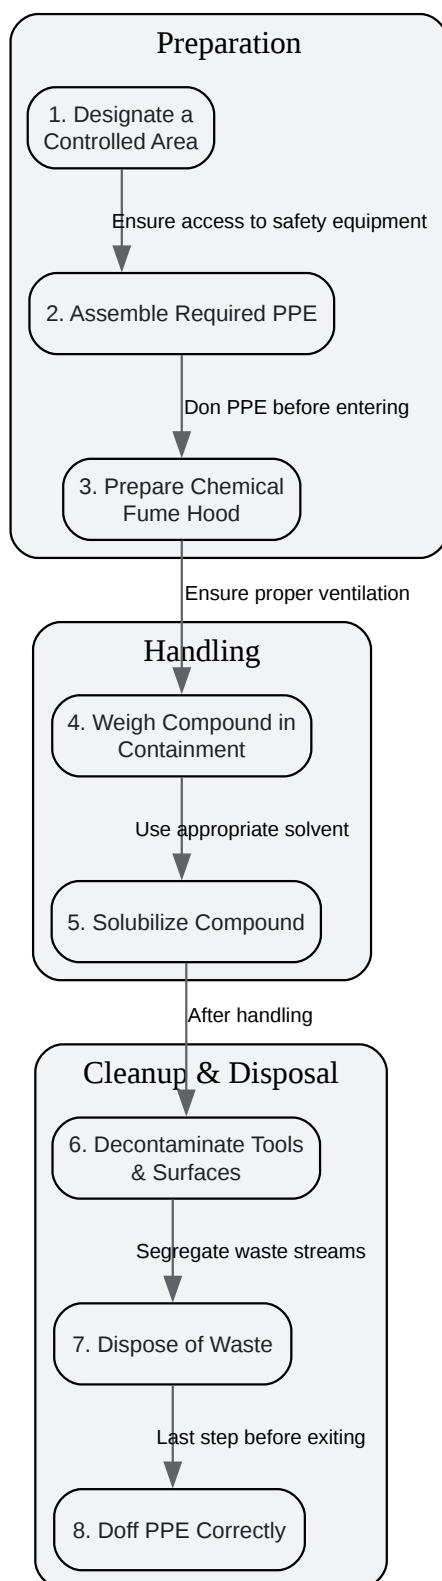 Preparation
1. Designate a
Controlled Area
Ensure access to safety equipment
2. Assemble Required PPE
Don PPE before entering
3. Prepare Chemical
Fume Hood
Ensure proper ventilation
Handling
4. Weigh Compound in
Containment
Use appropriate solvent
5. Solubilize Compound
After handling
Cleanup & Disposal
6. Decontaminate Tools
& Surfaces
Segregate waste streams
7. Dispose of Waste
Last step before exiting
8. Doff PPE Correctly